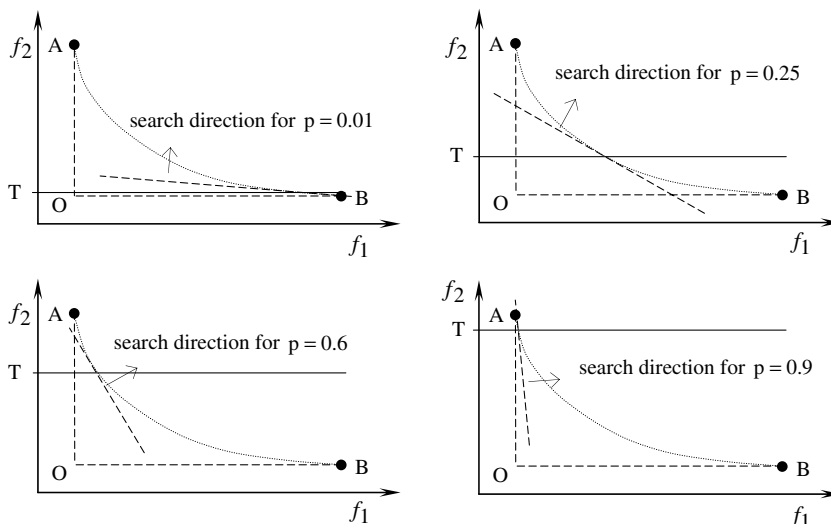 f2 A
search direction for p = 0.01
T
O
B
f1
f2 A
search direction for p = 0.25
T
O
B
f1
f2 A
search direction for p = 0.6
T
O
B
f1
f2
A
T
search direction for p = 0.9
O
B
f1